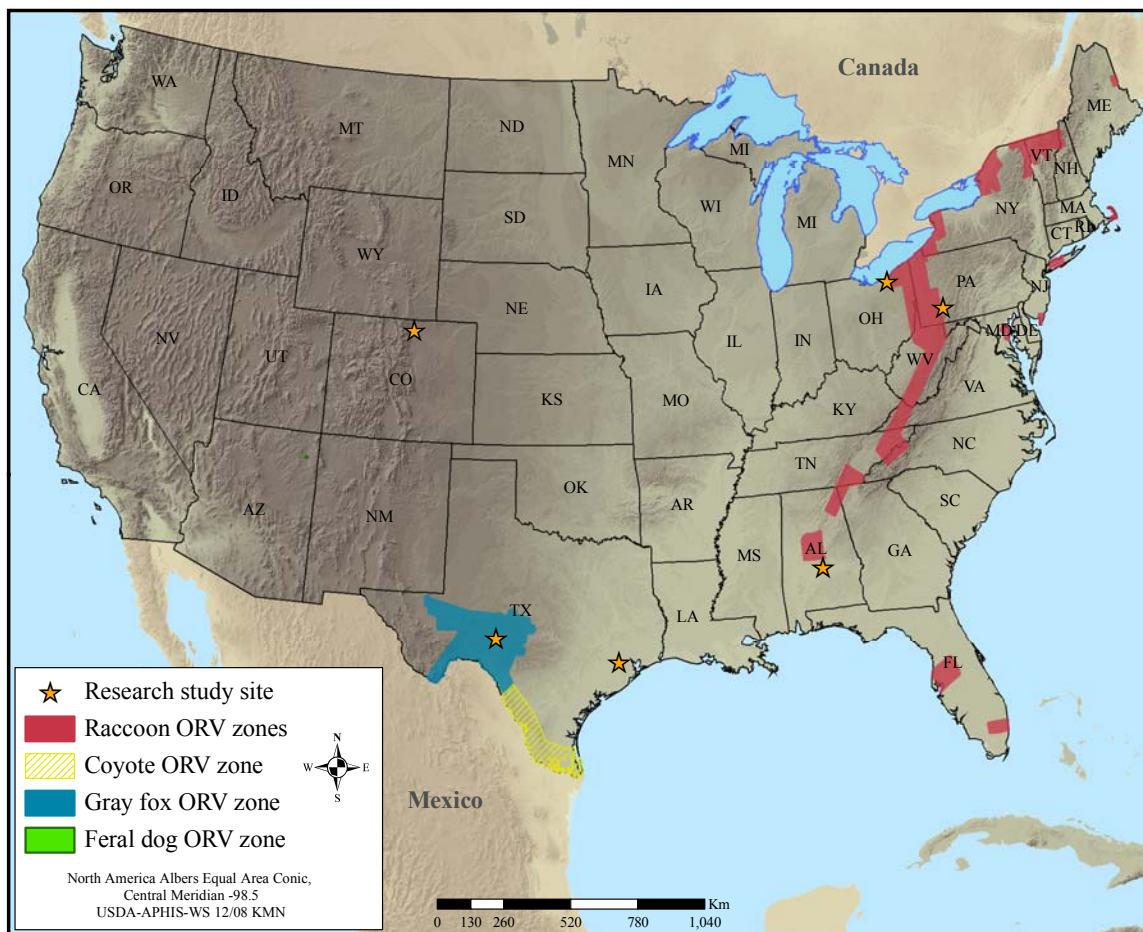 Canada
WA
MT
ND
MN
MI
ME
VT
NH
OR
ID
SD
WI
MI
NY
MA
CT
RI
WY
IA
PA
NJ
NE
OH
MD
DE
NV
UT
IL
IN
WV
VA
CA
CO
KS
MO
KY
NC
TN
OK
AR
SC
AZ
NM
MS
AL
GA
TX
LA
FL
Mexico
Research study site
Raccoon ORV zones
Coyote ORV zone
Gray fox ORV zone
Feral dog ORV zone
N
W E
S
North America Albers Equal Area Conic,
Central Meridian -98.5
USDA-APHIS-WS 12/08 KMN
Km
0 130 260 520 780 1,040